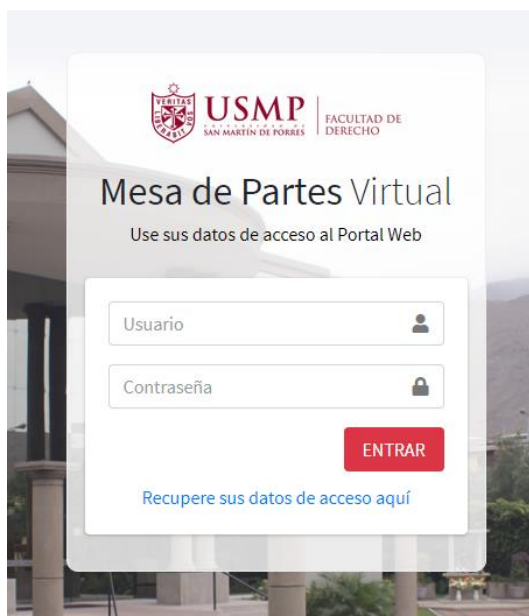 VERITAS
LIBERABIT VOS
USMP
UNIVERSIDAD DE
SAN MARTÍN DE PORRES
FACULTAD DE
DERECHO
Mesa de Partes Virtual
Use sus datos de acceso al Portal Web
Usuario
Contraseña
ENTRAR
Recupere sus datos de acceso aquí